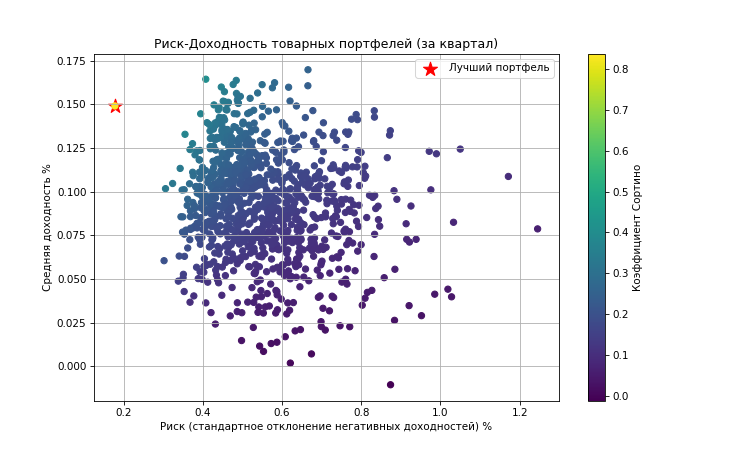 Риск-Доходность товарных портфелей (за квартал)
Лучший портфель
Средняя доходность %
0.175
0.150
0.125
0.100
0.075
0.050
0.025
0.000
0.2 0.4 0.6 0.8 1.0 1.2
Риск (стандартное отклонение негативных доходностей) %
0.8
0.7
0.6
0.5
0.4
0.3
0.2
0.1
0.0
Коэффициент Сортино